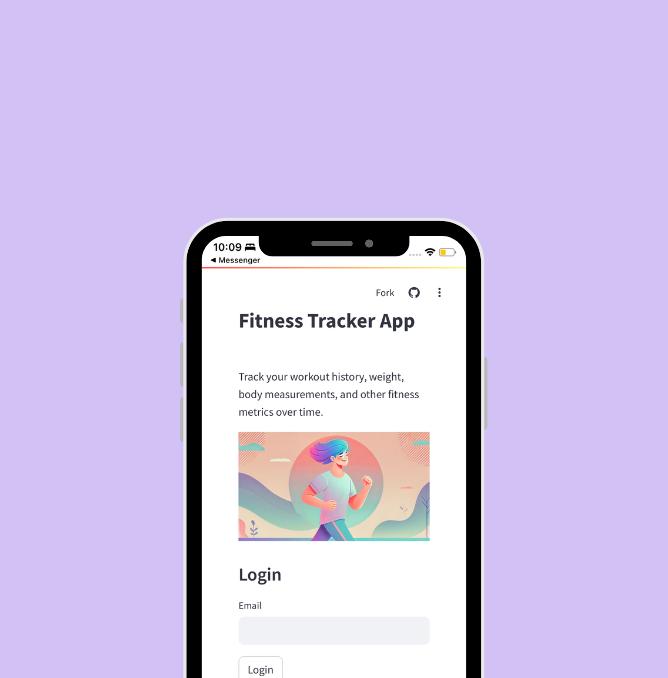 10:09
◀ Messenger
Fork
Fitness Tracker App
Track your workout history, weight,
body measurements, and other fitness
metrics over time.
Login
Email
Login